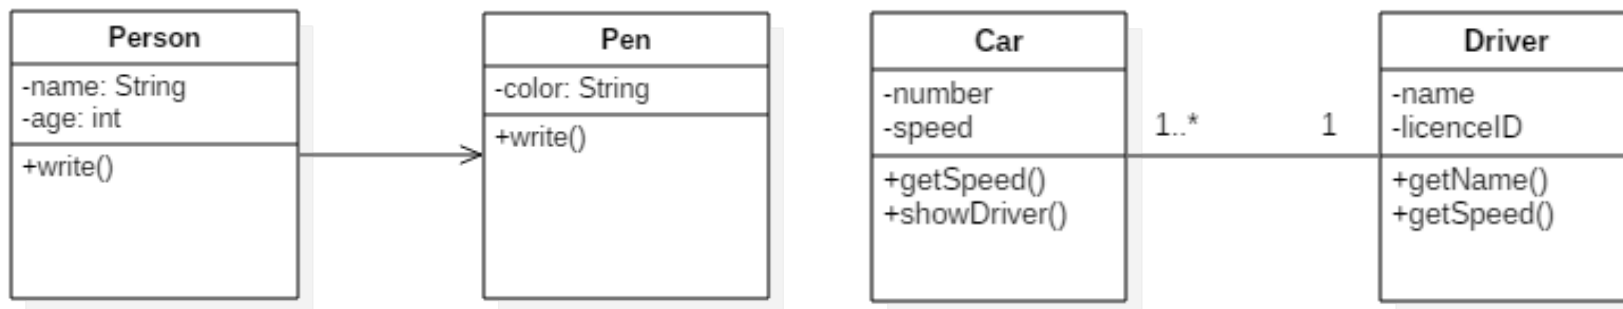 Person
-name: String
-age: int
+write()
Pen
-color: String
+write()
Car
-number
-speed
+getSpeed()
+showDriver()
1..*
1
Driver
-name
-licenceID
+getName()
+getSpeed()